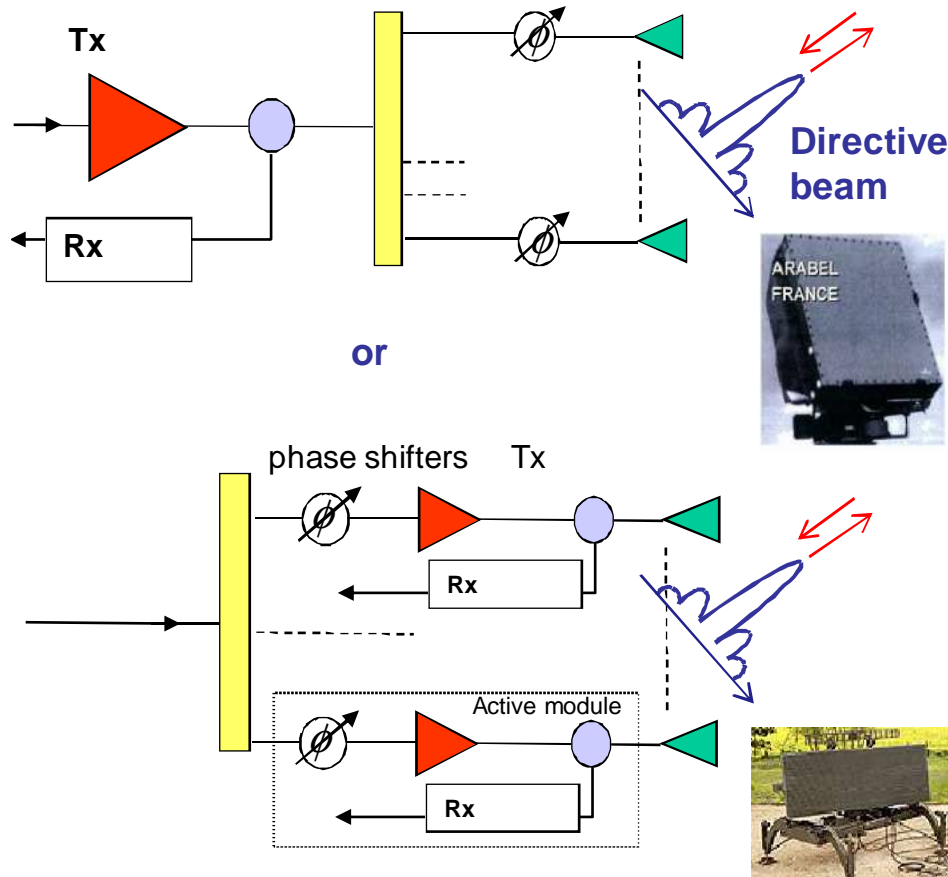 Tx
ϕ
Directive
beam
Rx
ϕ
ARABEL
FRANCE
or
phase shifters Tx
ϕ
Rx
Active module
ϕ
Rx